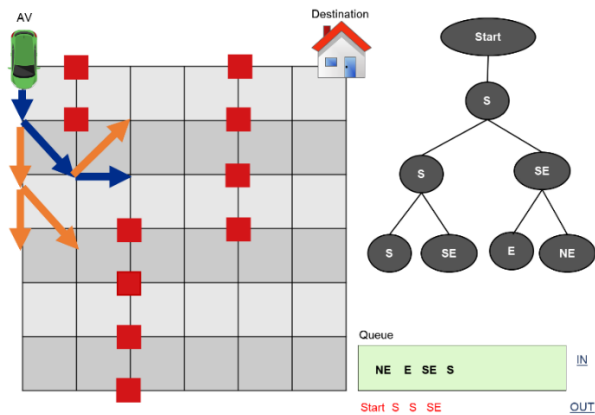 AV
Destination
Start
S
S
SE
S
SE
E
NE
Queue
NE E SE S
IN
Start S S SE
OUT